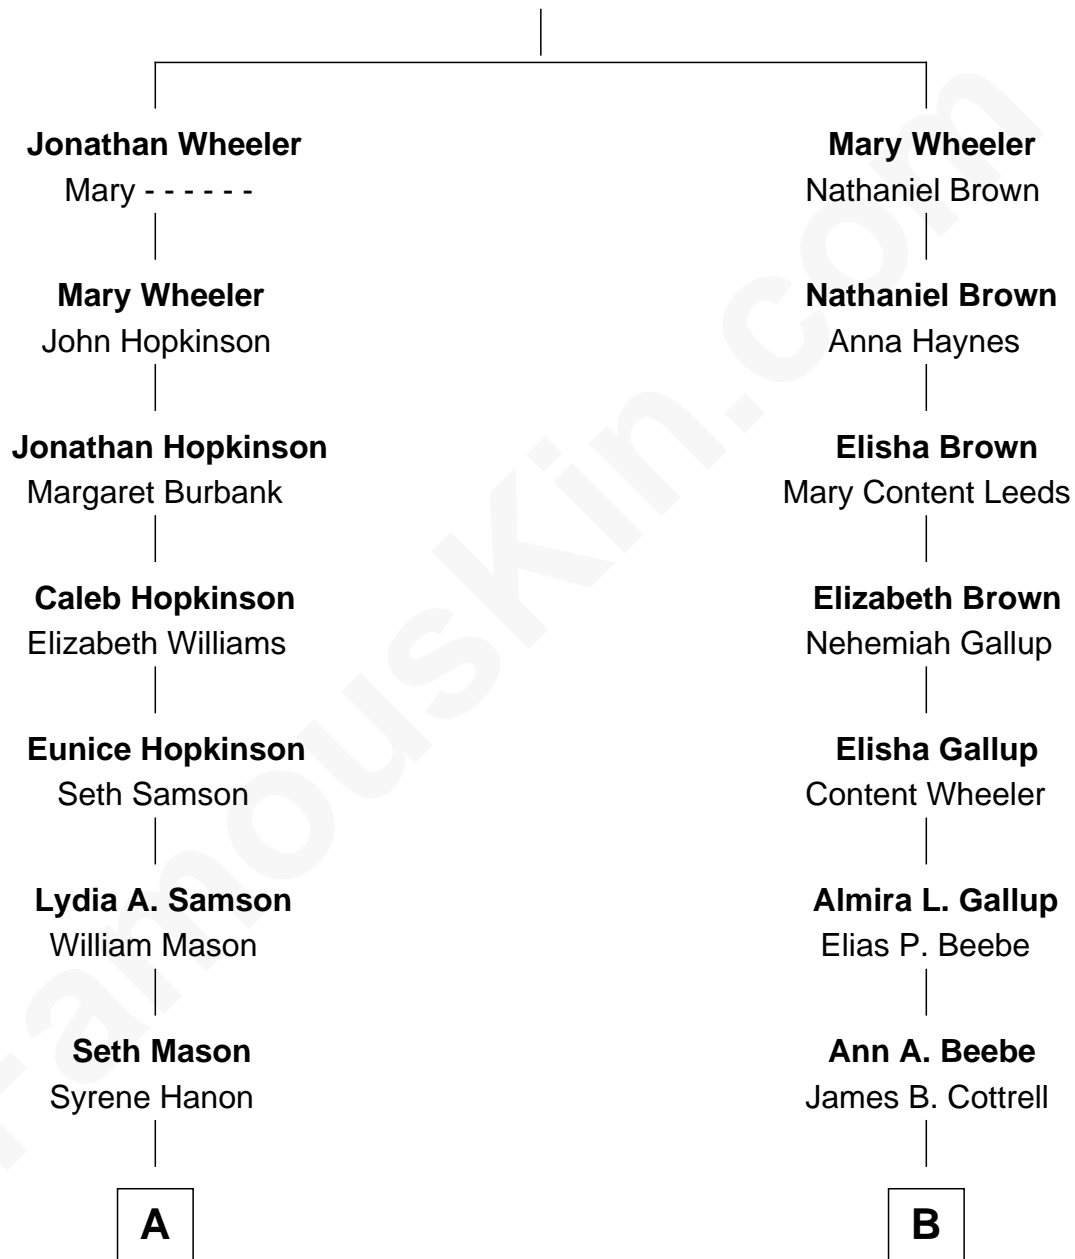 Jonathan Wheeler
Mary - - - - - -
Mary Wheeler
John Hopkinson
Jonathan Hopkinson
Margaret Burbank
Caleb Hopkinson
Elizabeth Williams
Eunice Hopkinson
Seth Samson
Lydia A. Samson
William Mason
Seth Mason
Syrene Hanon
A
Mary Wheeler
Nathaniel Brown
Nathaniel Brown
Anna Haynes
Elisha Brown
Mary Content Leeds
Elizabeth Brown
Nehemiah Gallup
Elisha Gallup
Content Wheeler
Almira L. Gallup
Elias P. Beebe
Ann A. Beebe
James B. Cottrell
B
FamousKin.com